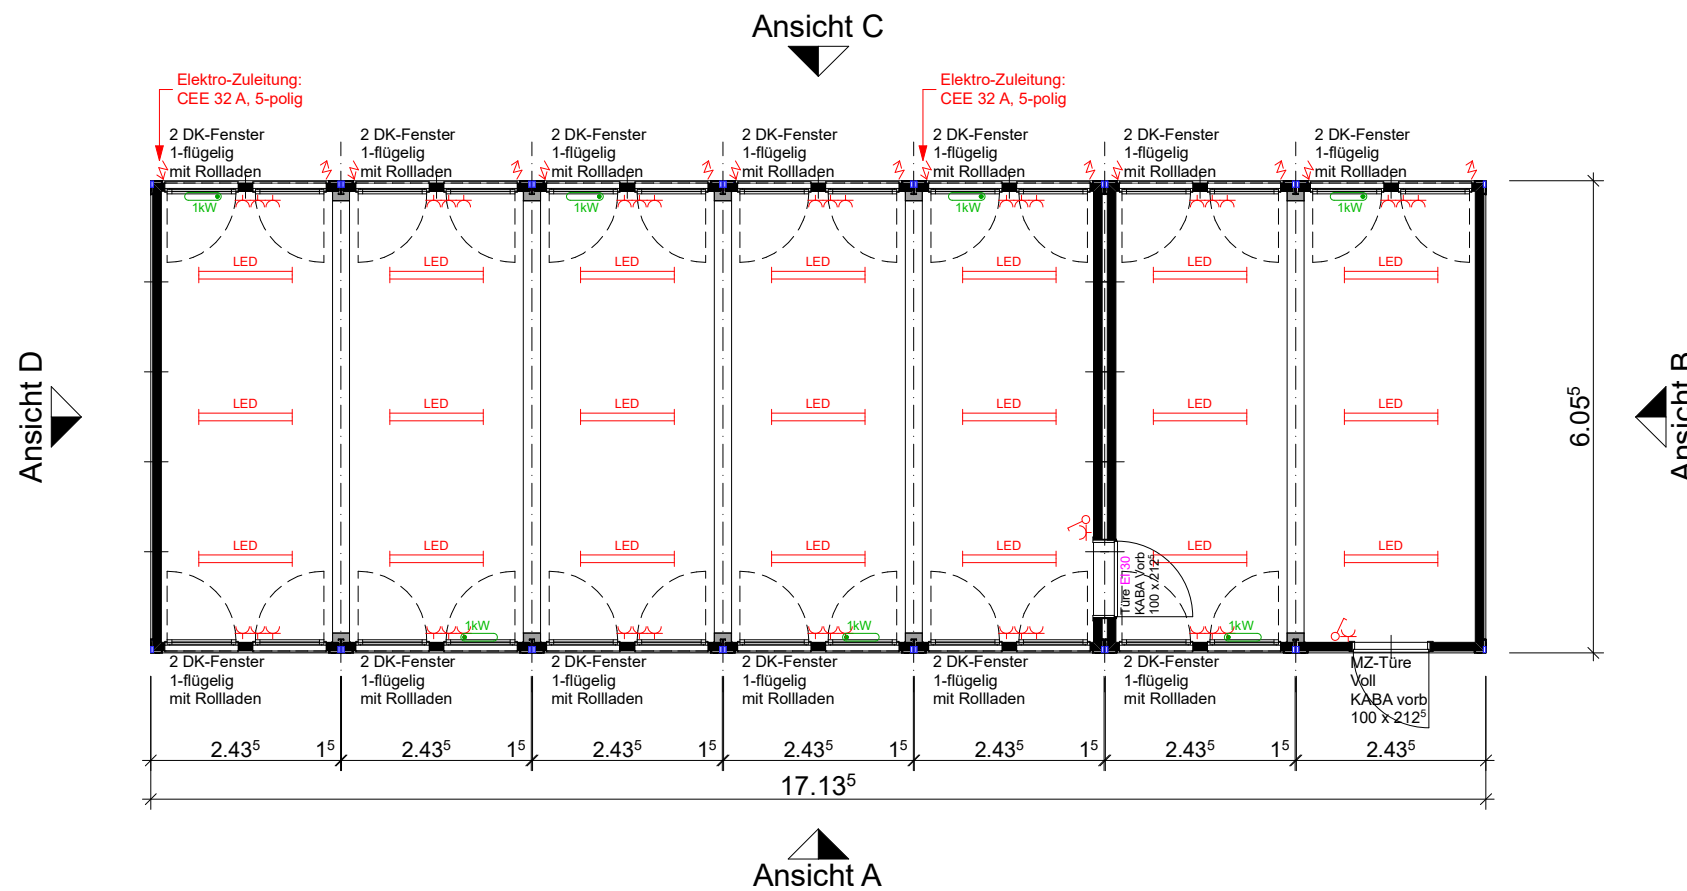 Ansicht C
Elektro-Zuleitung:
CEE 32 A, 5-polig
Elektro-Zuleitung:
CEE 32 A, 5-polig
2 DK-Fenster
1-flügelig
mit Rollladen
2 DK-Fenster
1-flügelig
mit Rollladen
2 DK-Fenster
1-flügelig
mit Rollladen
2 DK-Fenster
1-flügelig
mit Rollladen
2 DK-Fenster
1-flügelig
mit Rollladen
2 DK-Fenster
1-flügelig
mit Rollladen
2 DK-Fenster
1-flügelig
mit Rollladen
1kW
1kW
1kW
1kW
LED
LED
LED
LED
LED
LED
LED
Ansicht D
LED
LED
LED
LED
LED
LED
LED
6.05⁵
Ansicht B
LED
LED
LED
LED
LED
LED
Türe EI 30
KABA Vorb
100 x 212⁵
1kW
1kW
1kW
2 DK-Fenster
1-flügelig
mit Rollladen
2 DK-Fenster
1-flügelig
mit Rollladen
2 DK-Fenster
1-flügelig
mit Rollladen
2 DK-Fenster
1-flügelig
mit Rollladen
2 DK-Fenster
1-flügelig
mit Rollladen
2 DK-Fenster
1-flügelig
mit Rollladen
MZ-Türe
Voll
KABA vorb
100 x 212⁵
2.43⁵ 1⁵ 2.43⁵ 1⁵ 2.43⁵ 1⁵ 2.43⁵ 1⁵ 2.43⁵ 1⁵ 2.43⁵ 1⁵ 2.43⁵
17.13⁵
Ansicht A